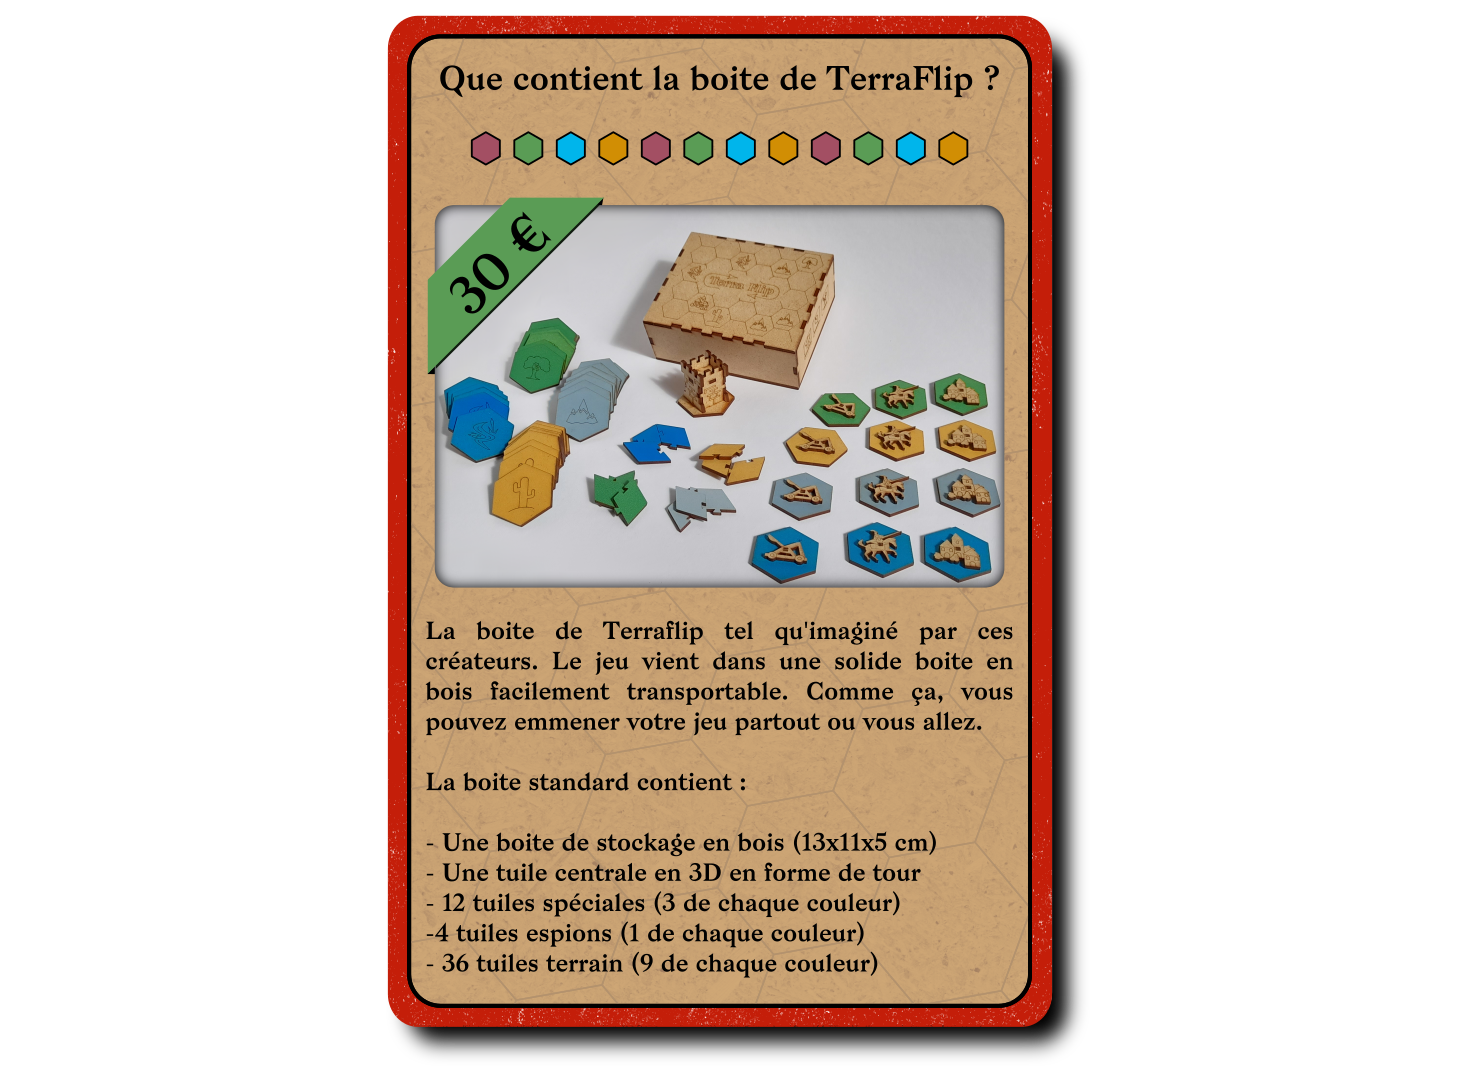 Que contient la boite de TerraFlip ?
30 €
Terra Flip
La boite de Terraflip tel qu'imaginé par ces
créateurs. Le jeu vient dans une solide boite en
bois facilement transportable. Comme ça, vous
pouvez emmener votre jeu partout ou vous allez.
La boite standard contient :
- Une boite de stockage en bois (13x11x5 cm)
- Une tuile centrale en 3D en forme de tour
- 12 tuiles spéciales (3 de chaque couleur)
-4 tuiles espions (1 de chaque couleur)
- 36 tuiles terrain (9 de chaque couleur)